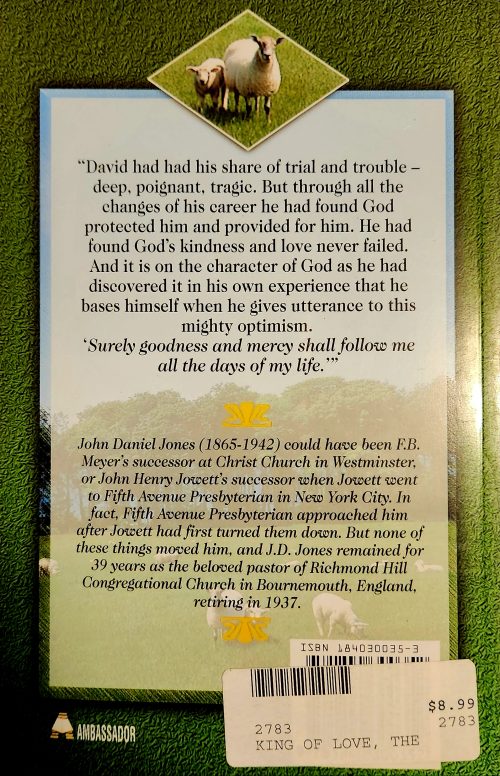 “David had had his share of trial and trouble –
deep, poignant, tragic. But through all the
changes of his career he had found God
protected him and provided for him. He had
found God’s kindness and love never failed.
And it is on the character of God as he had
discovered it in his own experience that he
bases himself when he gives utterance to this
mighty optimism.
‘Surely goodness and mercy shall follow me
all the days of my life.’”
John Daniel Jones (1865-1942) could have been F.B.
Meyer’s successor at Christ Church in Westminster,
or John Henry Jowett’s successor when Jowett went
to Fifth Avenue Presbyterian in New York City. In
fact, Fifth Avenue Presbyterian approached him
after Jowett had first turned them down. But none of
these things moved him, and J.D. Jones remained for
39 years as the beloved pastor of Richmond Hill
Congregational Church in Bournemouth, England,
retiring in 1937.
ISBN 184030035-3
$8.99
2783 2783
KING OF LOVE, THE
AMBASSADOR